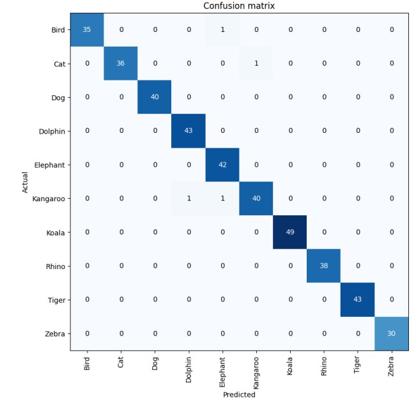 Confusion matrix
Actual
Bird 35 0 0 0 1 0 0 0 0 0
Cat 0 36 0 0 0 1 0 0 0 0
Dog 0 0 40 0 0 0 0 0 0 0
Dolphin 0 0 0 43 0 0 0 0 0 0
Elephant 0 0 0 0 42 0 0 0 0 0
Kangaroo 0 0 0 1 1 40 0 0 0 0
Koala 0 0 0 0 0 0 49 0 0 0
Rhino 0 0 0 0 0 0 0 38 0 0
Tiger 0 0 0 0 0 0 0 0 43 0
Zebra 0 0 0 0 0 0 0 0 0 30
Bird Cat Dog Dolphin Elephant Kangaroo Koala Rhino Tiger Zebra
Predicted